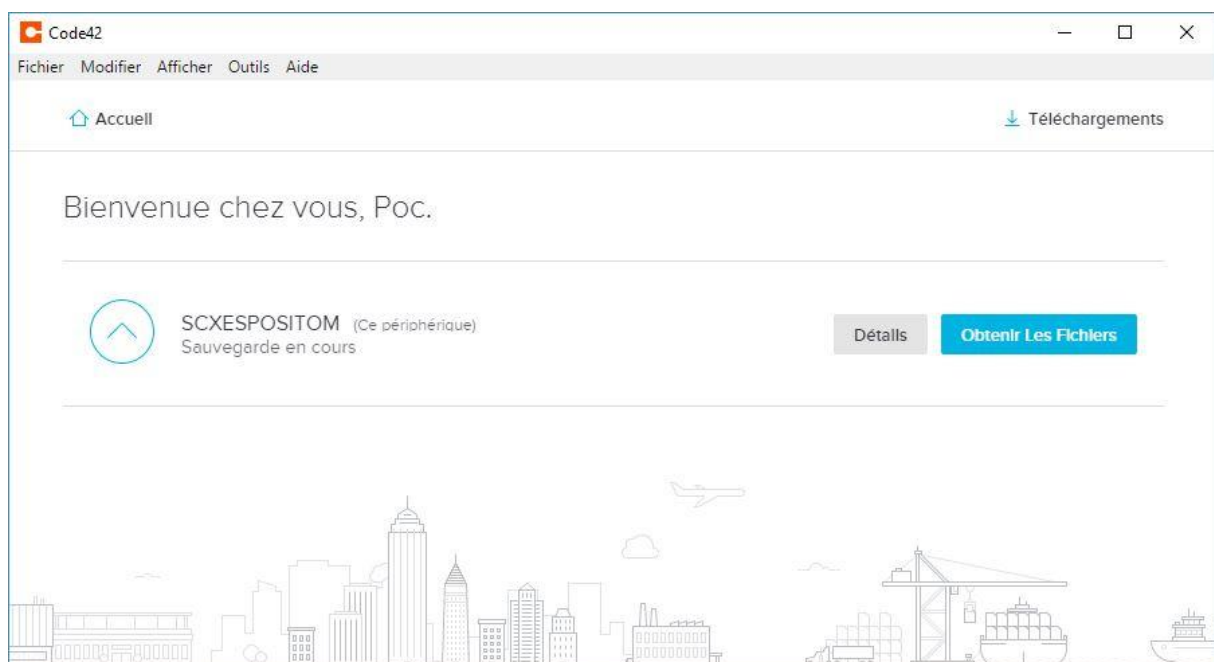 Code42
Fichier Modifier Afficher Outils Aide
Accueil Téléchargements
Bienvenue chez vous, Poc.
SCXESPOSITOM (Ce périphérique)
Sauvegarde en cours
Détails Obtenir Les Fichiers